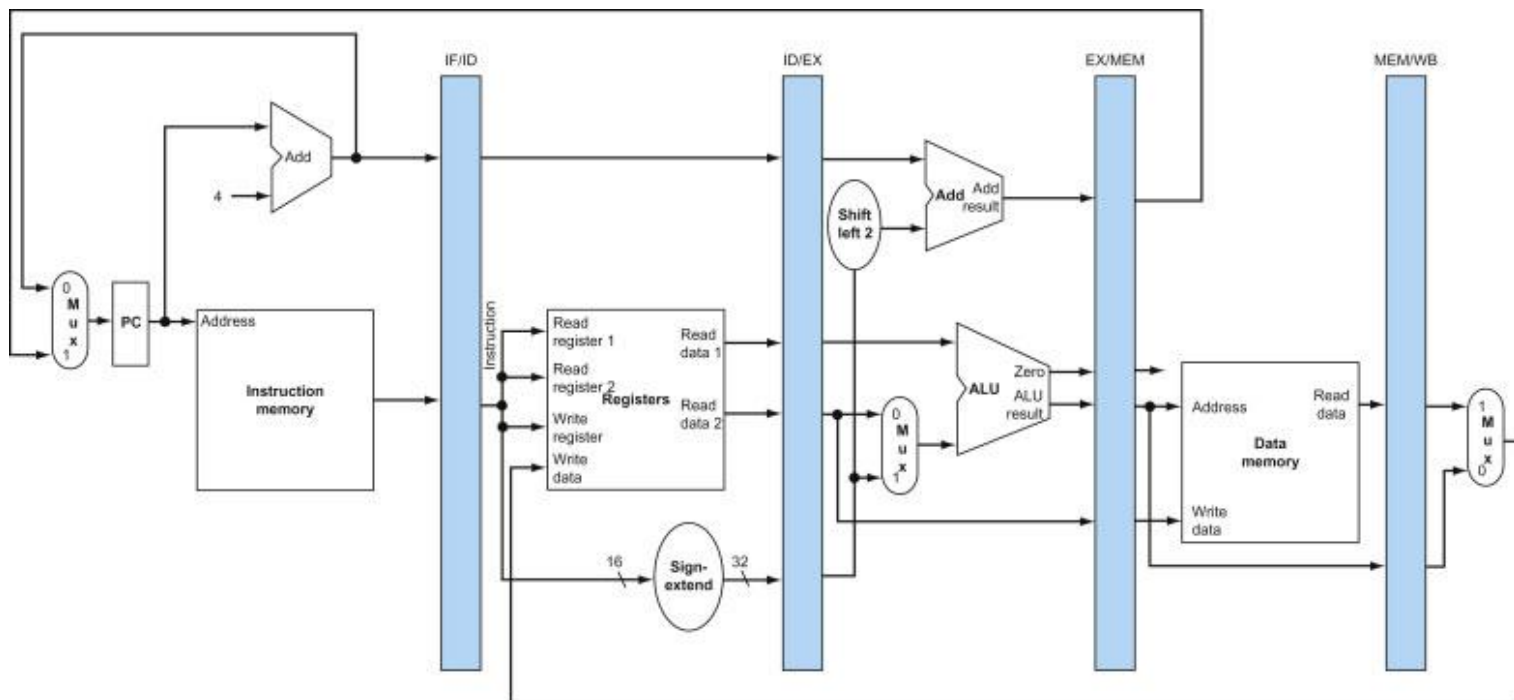 IF/ID
ID/EX
EX/MEM
MEM/WB
Add
4
Add
Add
result
Shift
left 2
0
M
u
x
1
PC
Address
Instruction
memory
Instruction
Read
register 1
Read
register 2
Registers
Write
register
Write
data
Read
data 1
Read
data 2
16
Sign-
extend
32
0
M
u
x
1
Zero
ALU
ALU
result
Address
Read
data
Data
memory
Write
data
1
M
u
x
0